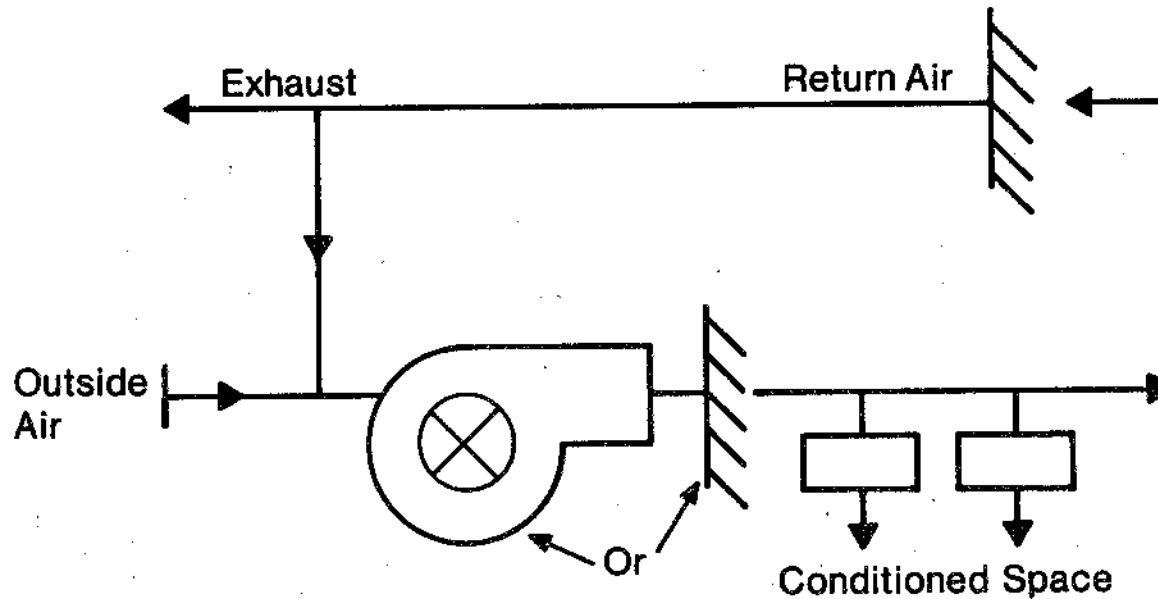 Exhaust
Return Air
Outside
Air
Or
Conditioned Space